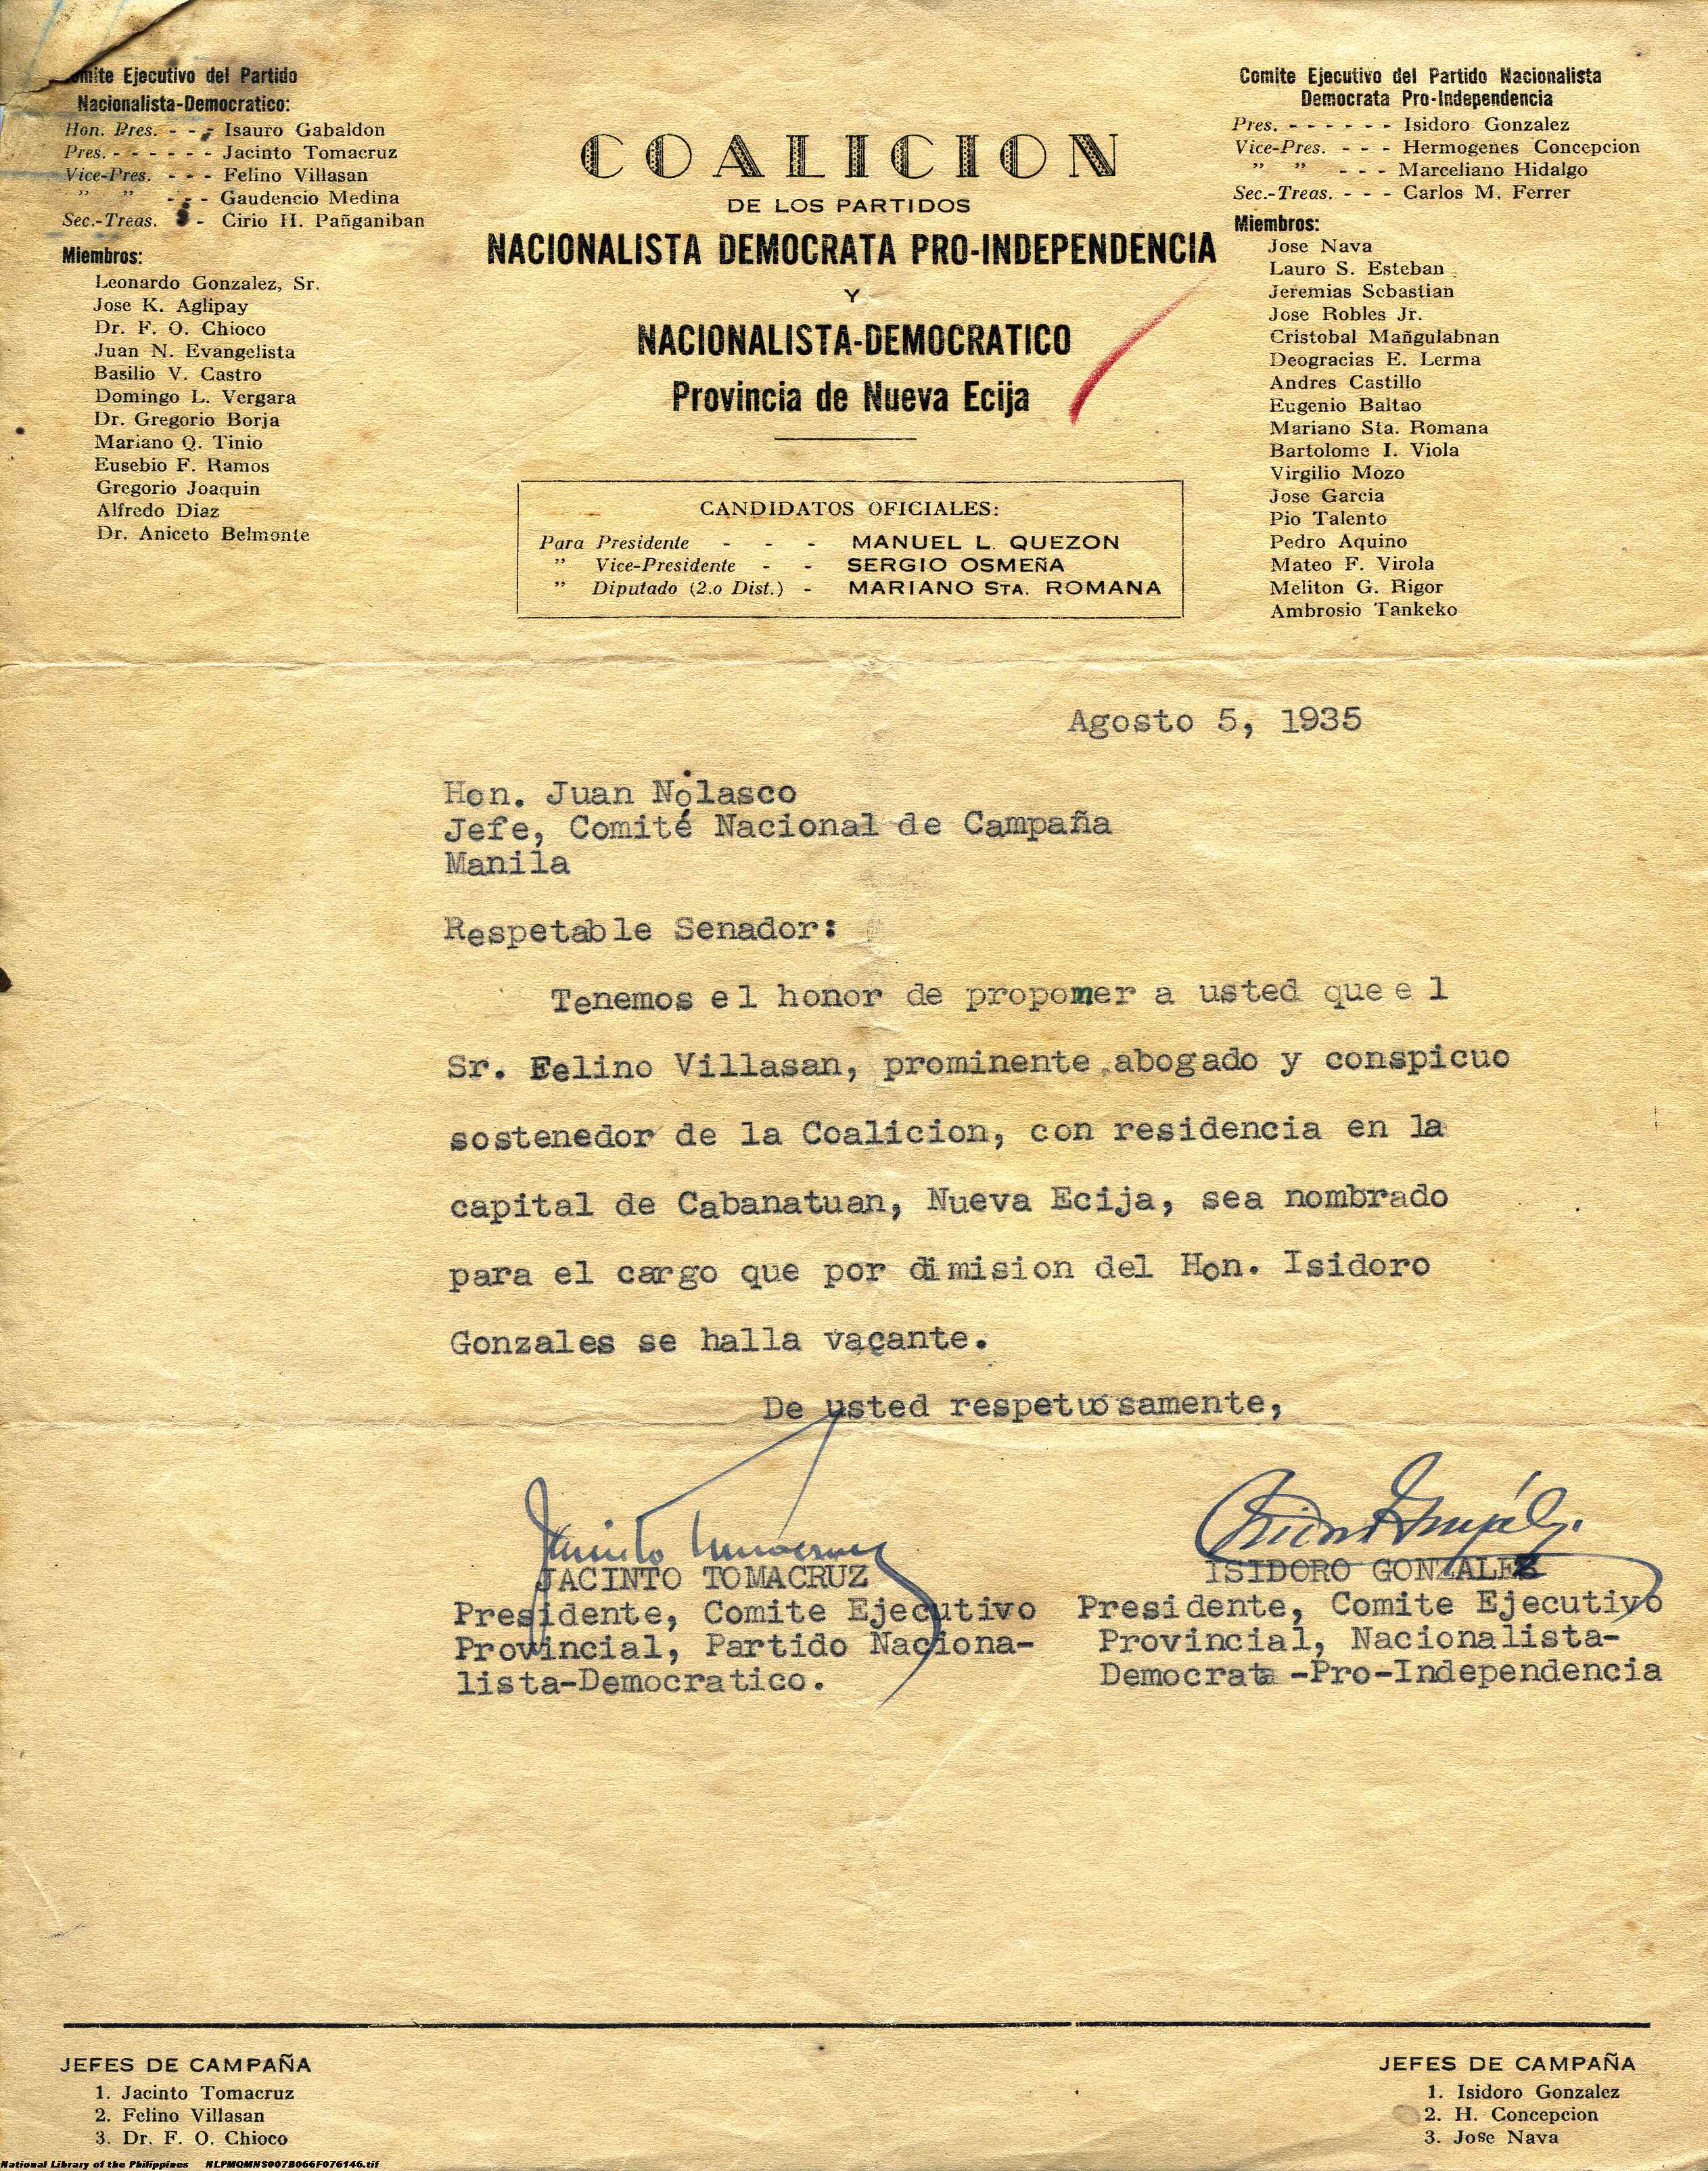 Comite Ejecutivo del Partido
Nacionalista-Democratico:
Hon. Pres. - - - Isauro Gabaldon
Pres. - - - - - - Jacinto Tomacruz
Vice-Pres. - - - Felino Villasan
" " - - - Gaudencio Medina
Sec.-Treas. - - Cirio H. Pañganiban
Miembros:
Leonardo Gonzalez, Sr.
Jose K. Aglipay
Dr. F. O. Chioco
Juan N. Evangelista
Basilio V. Castro
Domingo L. Vergara
Dr. Gregorio Borja
Mariano Q. Tinio
Eusebio F. Ramos
Gregorio Joaquin
Alfredo Diaz
Dr. Aniceto Belmonte
COALICION
DE LOS PARTIDOS
NACIONALISTA DEMOCRATA PRO-INDEPENDENCIA
Y
NACIONALISTA-DEMOCRATICO
Provincia de Nueva Ecija
CANDIDATOS OFICIALES:
Para Presidente - - - MANUEL L. QUEZON
" Vice-Presidente - - SERGIO OSMEÑA
" Diputado (2.o Dist.) - MARIANO STA. ROMANA
Comite Ejecutivo del Partido Nacionalista
Democrata Pro-Independencia
Pres. - - - - - - Isidoro Gonzalez
Vice-Pres. - - - Hermogenes Concepcion
" " - - - Marceliano Hidalgo
Sec.-Treas. - - - Carlos M. Ferrer
Miembros:
Jose Nava
Lauro S. Esteban
Jeremias Sebastian
Jose Robles Jr.
Cristobal Mañgulabnan
Deogracias E. Lerma
Andres Castillo
Eugenio Baltao
Mariano Sta. Romana
Bartolome I. Viola
Virgilio Mozo
Jose Garcia
Pio Talento
Pedro Aquino
Mateo F. Virola
Meliton G. Rigor
Ambrosio Tankeko
Agosto 5, 1935
Hon. Juan Nolasco
Jefe, Comité Nacional de Campaña
Manila
Respetable Senador:
Tenemos el honor de propomer a usted que el
Sr. Felino Villasan, prominente abogado y conspicuo
sostenedor de la Coalicion, con residencia en la
capital de Cabanatuan, Nueva Ecija, sea nombrado
para el cargo que por dimision del Hon. Isidoro
Gonzales se halla vacante.
De usted respetuosamente,
Jacinto Tomacruz
JACINTO TOMACRUZ
Presidente, Comite Ejecutivo
Provincial, Partido Naciona-
lista-Democratico.
Isidoro Gonzalez
ISIDORO GONZALEZ
Presidente, Comite Ejecutivo
Provincial, Nacionalista-
Democrata-Pro-Independencia
JEFES DE CAMPAÑA
1. Jacinto Tomacruz
2. Felino Villasan
3. Dr. F. O. Chioco
JEFES DE CAMPAÑA
1. Isidoro Gonzalez
2. H. Concepcion
3. Jose Nava
National Library of the Philippines NLPMQMNS007B066F076146.tif